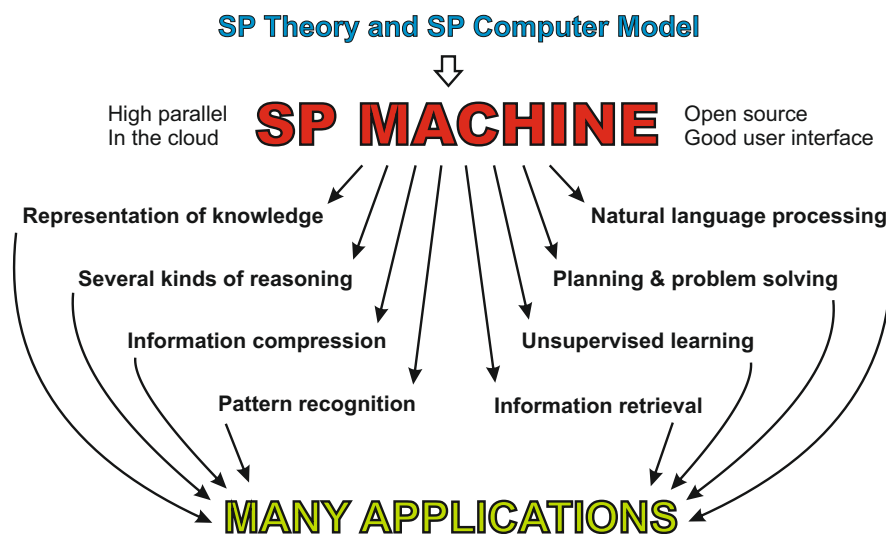 SP Theory and SP Computer Model
High parallel
In the cloud
SP MACHINE
Open source
Good user interface
Representation of knowledge
Natural language processing
Several kinds of reasoning
Planning & problem solving
Information compression
Unsupervised learning
Pattern recognition
Information retrieval
MANY APPLICATIONS